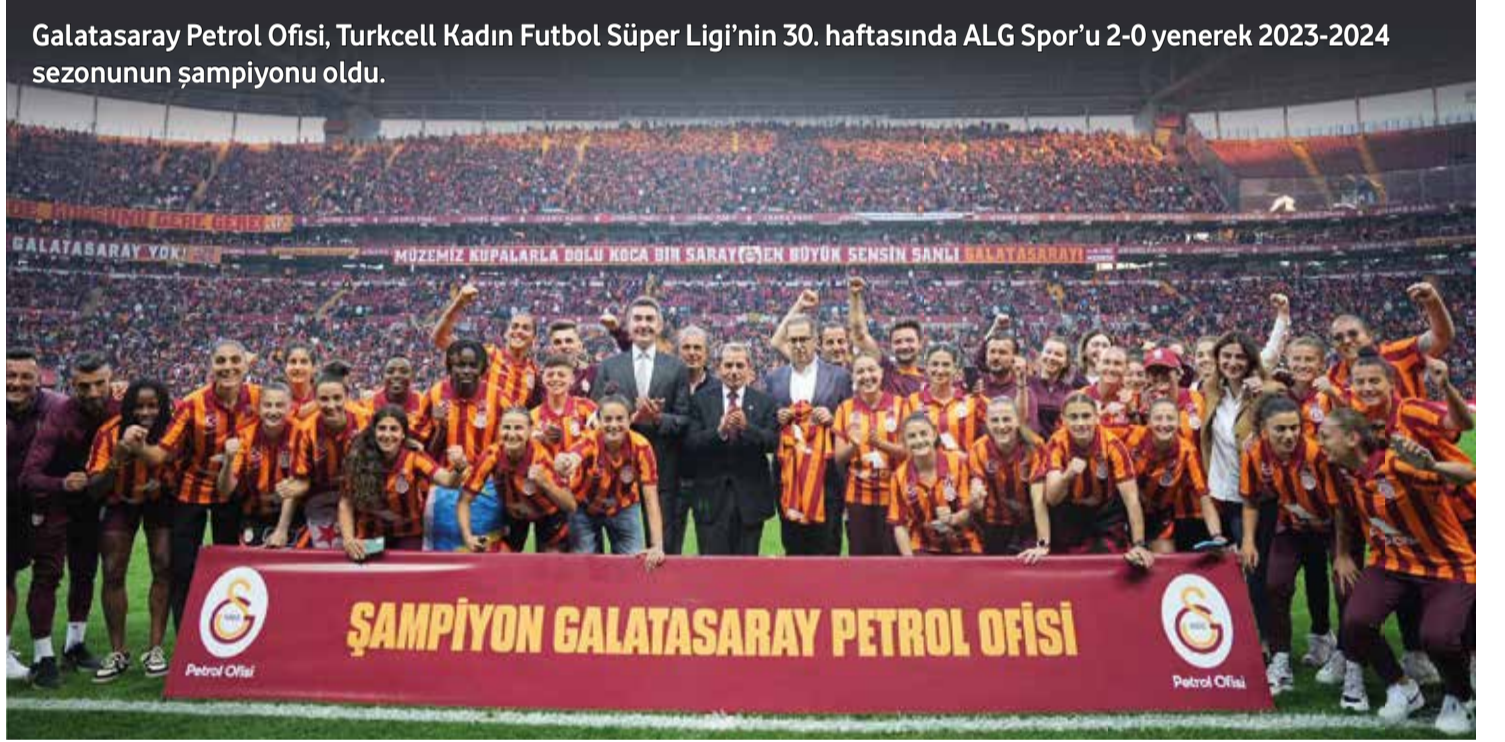 Galatasaray Petrol Ofisi, Turkcell Kadın Futbol Süper Ligi’nin 30. haftasında ALG Spor’u 2-0 yenerek 2023-2024
sezonunun şampiyonu oldu.
GALATASARAY YOK!
MÜZEMİZ KUPALARLA DOLU KOCA BİR SARAY EN BÜYÜK SENSİN ŞANLI GALATASARAY!
ŞAMPİYON GALATASARAY PETROL OFİSİ
Petrol Ofisi
Petrol Ofisi